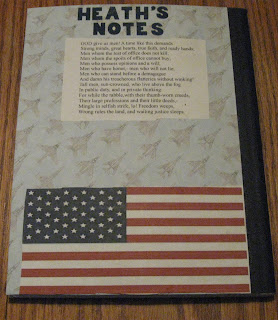 HEATH'S
NOTES
GOD give us men! A time like this demands
Strong minds, great hearts, true faith, and ready hands.
Men whom the lust of office does not kill,
Men whom the spoils of office cannot buy,
Men who possess opinions and a will,
Men who have honor, men who will not lie,
Men who can stand before a demagogue
And damn his treacherous flatteries without winking!
Tall men, sun-crowned, who live above the fog
In public duty, and in private thinking.
For while the rabble, with their thumb-worn creeds,
Their large professions and their little deeds,
Mingle in selfish strife, lo! Freedom weeps,
Wrong rules the land, and waiting justice sleeps.